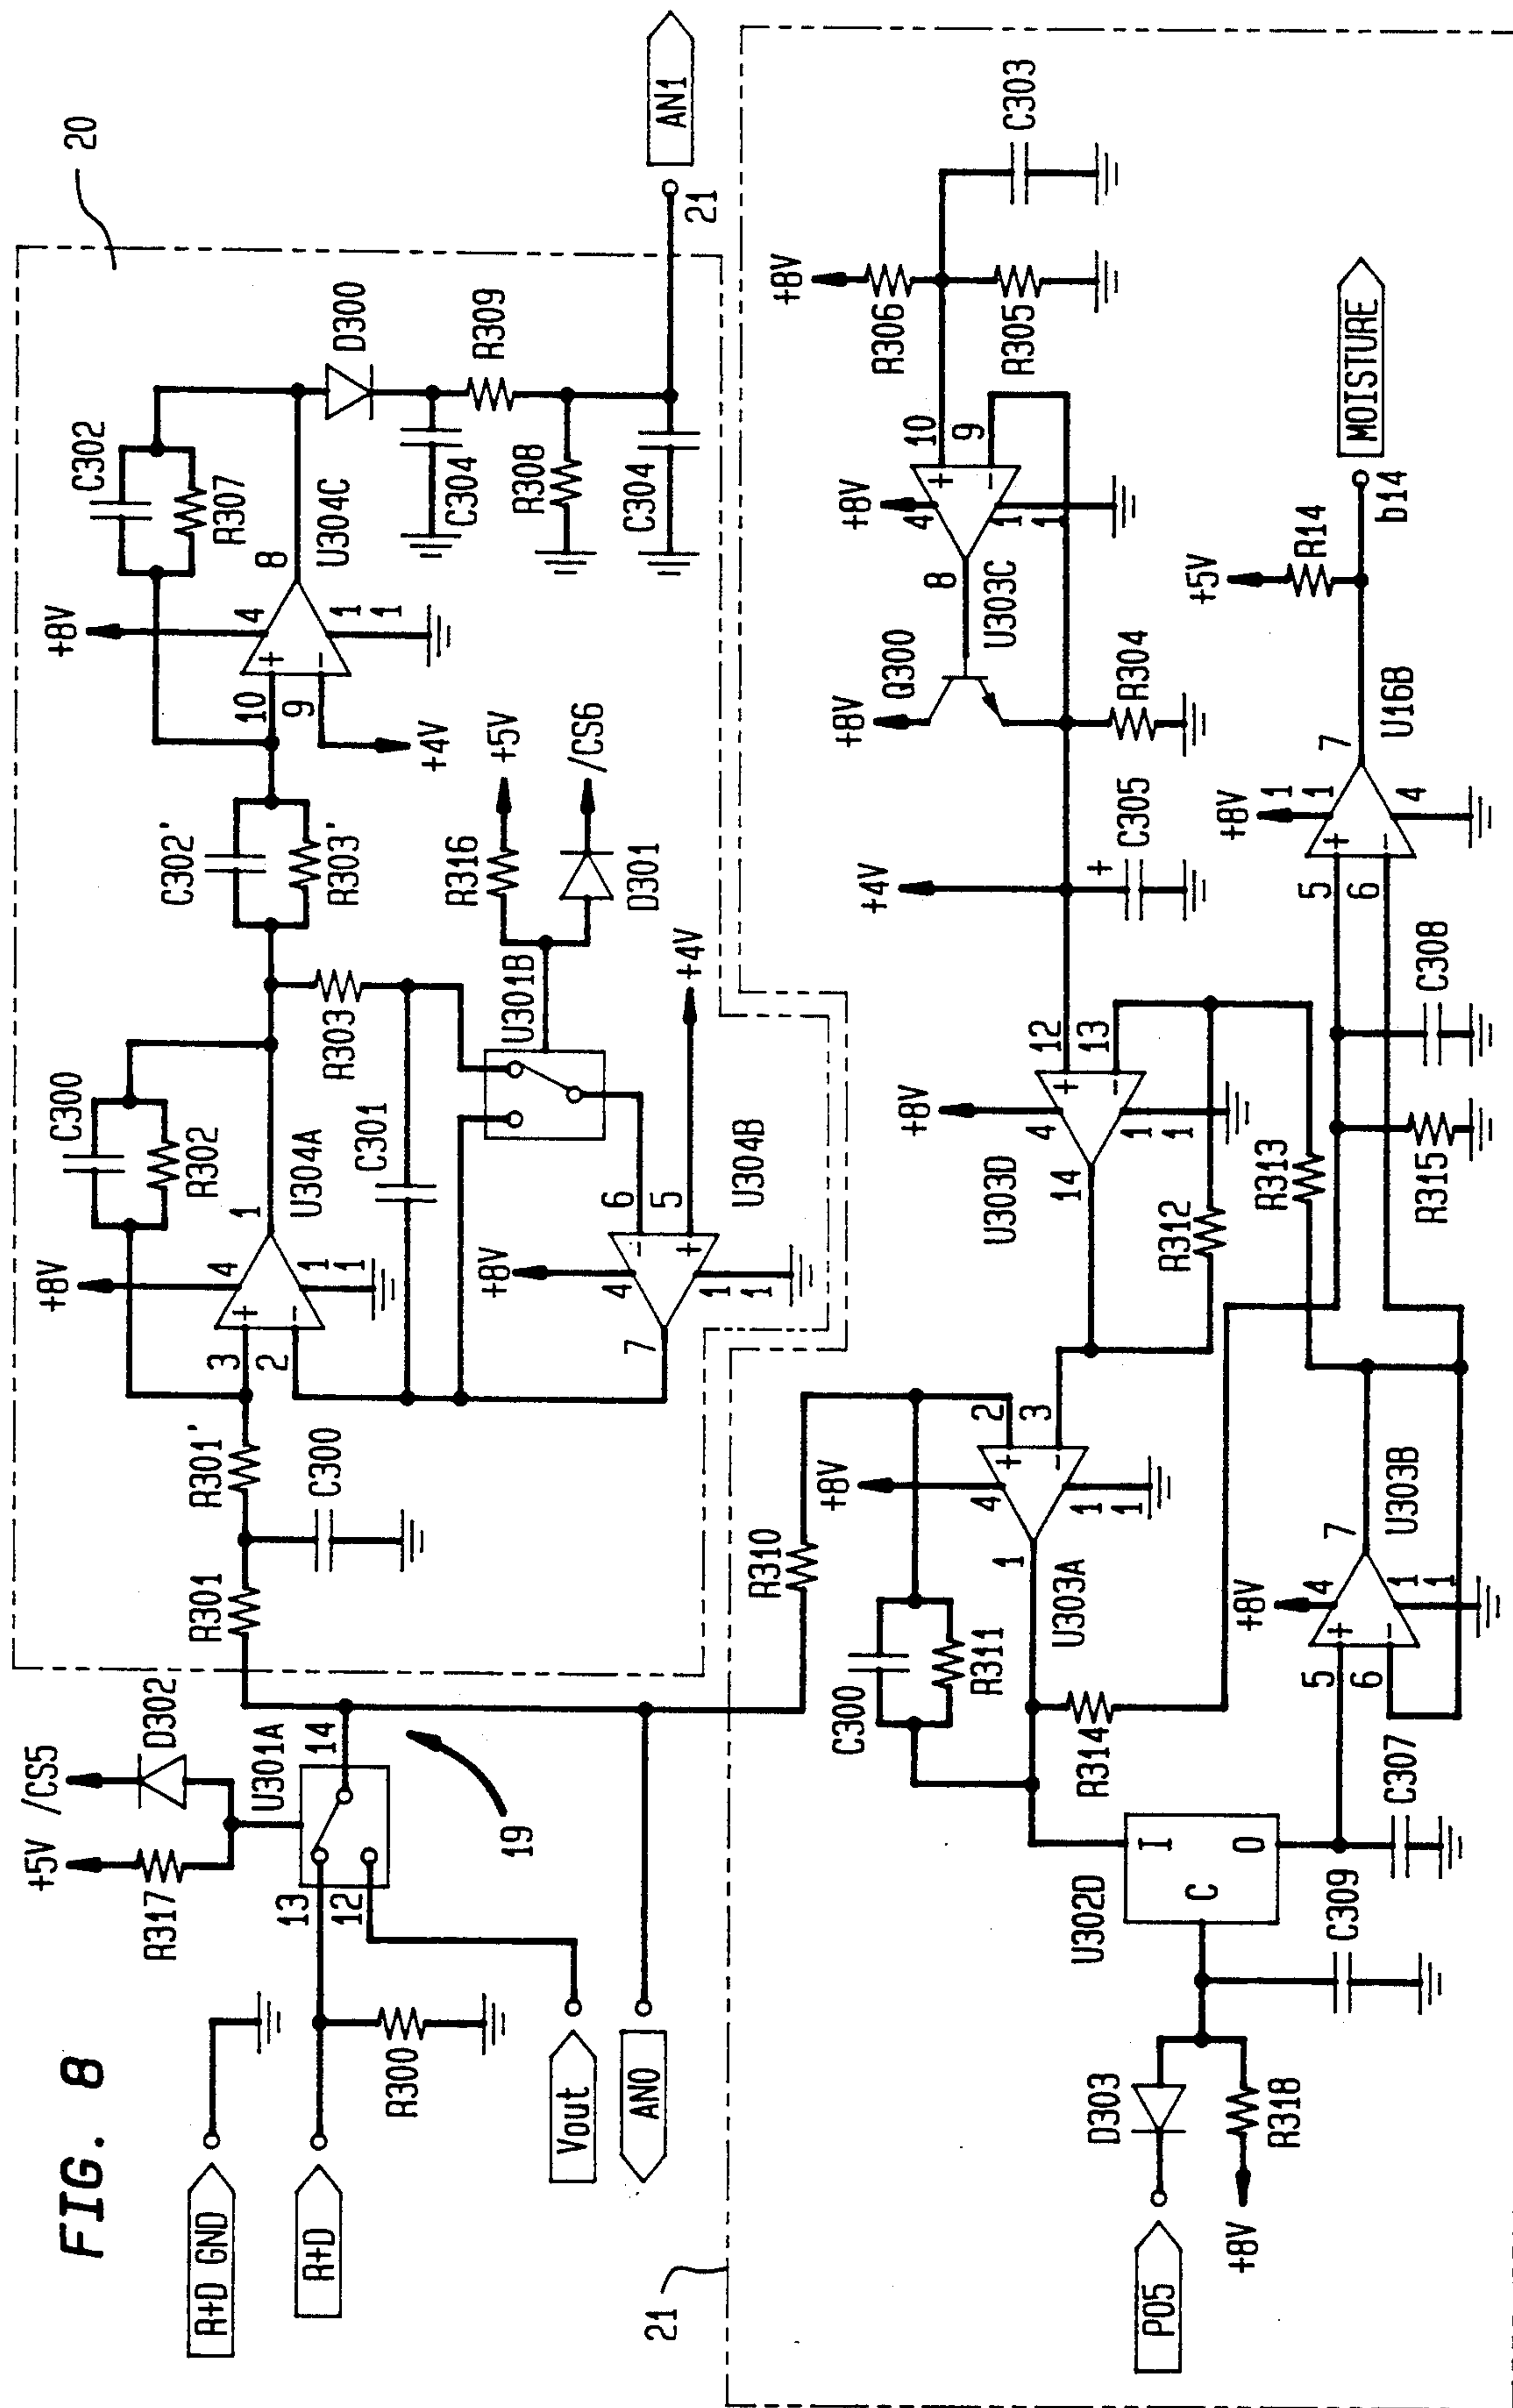 FIG. 8
R+D GND
R+D
R300
Vout
AN0
+5V
/CS5
R317
D302
U301A
13
12
14
19
20
R301
R301'
C300
3
2
+8V
4
1
1
1
U304A
C300
R302
R303
C301
C302'
R303'
U301B
R316
+5V
/CS6
D301
6
5
+4V
U304B
+8V
4
1
1
7
10
9
+4V
+8V
4
1
1
8
U304C
C302
R307
D300
C304
R309
R308
C304
21
AN1
21
R310
C300
R311
+8V
2
3
4
1
1
1
U303A
R314
U302D
I
O
C
P05
D303
R318
+8V
C309
C307
5
6
+8V
4
1
1
7
U303B
R312
R313
U303D
14
12
13
+8V
4
1
1
+4V
C305
+
+8V
Q300
R304
U303C
8
10
9
+8V
4
1
1
+8V
R306
R305
C303
R315
C308
5
6
+8V
1
1
4
7
U16B
+5V
R14
b14
MOISTURE